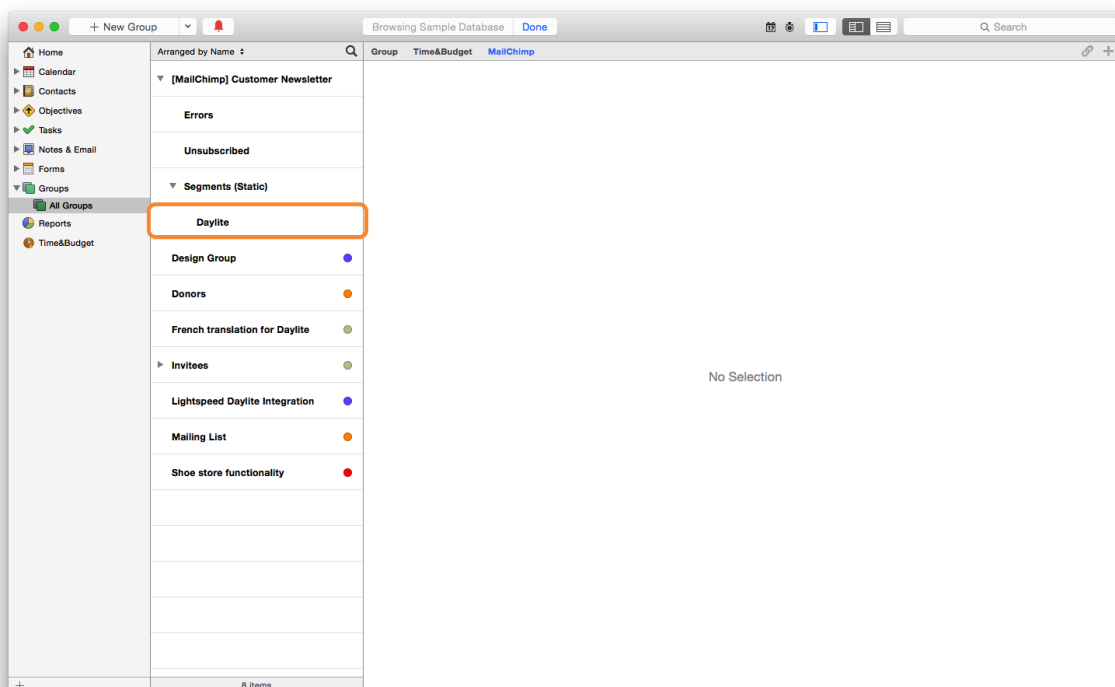 + New Group
Browsing Sample Database Done
17
Search
Home
Calendar
Contacts
Objectives
Tasks
Notes & Email
Forms
Groups
All Groups
Reports
Time&Budget
Arranged by Name
[MailChimp] Customer Newsletter
Errors
Unsubscribed
Segments (Static)
Daylite
Design Group
Donors
French translation for Daylite
Invitees
Lightspeed Daylite Integration
Mailing List
Shoe store functionality
8 items
Group Time&Budget MailChimp
No Selection